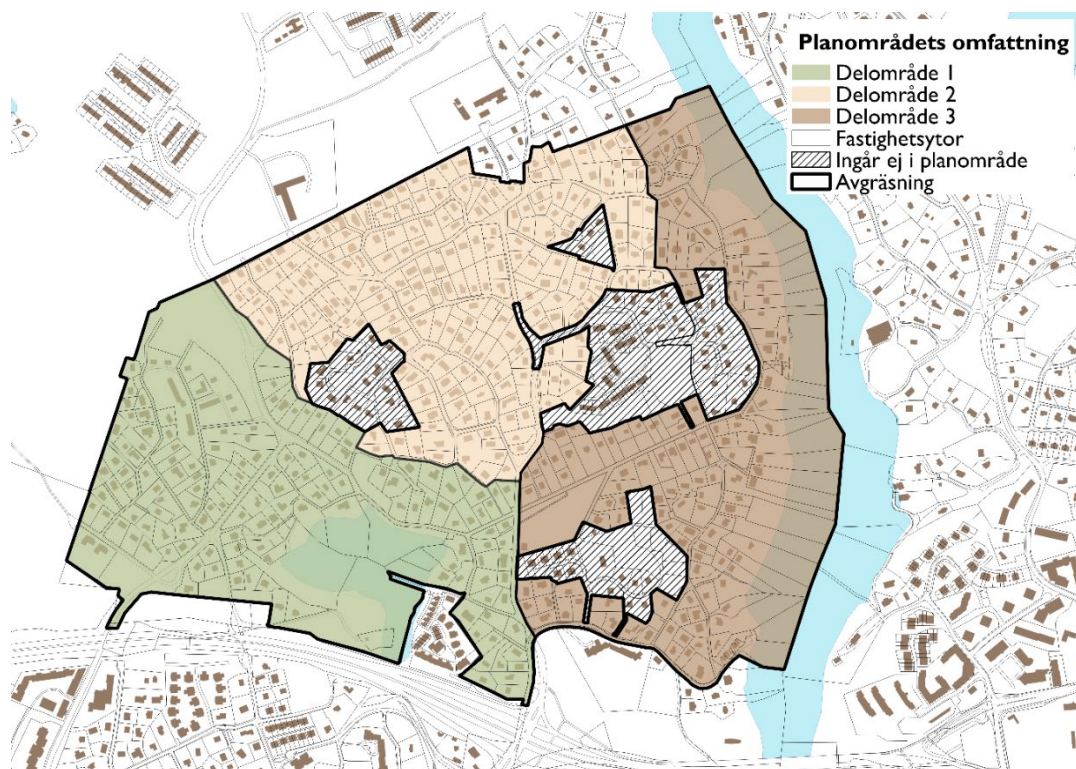 Planområdets omfattning
Delområde 1
Delområde 2
Delområde 3
Fastighetsytor
Ingår ej i planområde
Avgräsning